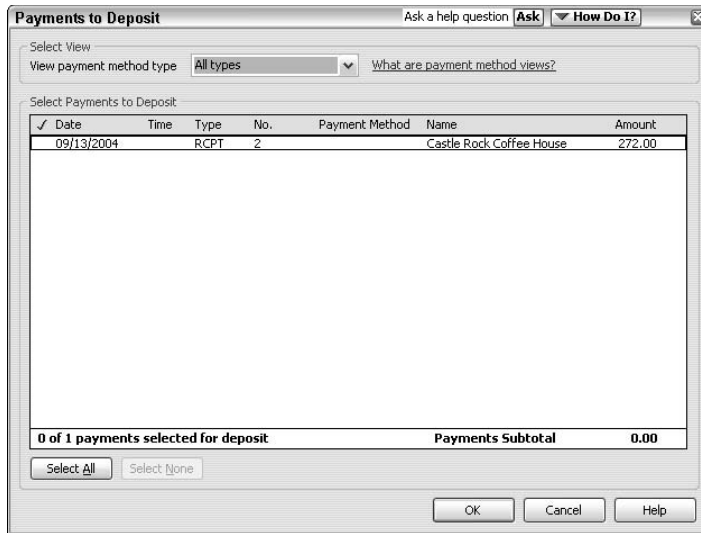 Payments to Deposit Ask a help question Ask How Do I?
Select View
View payment method type All types What are payment method views?
Select Payments to Deposit
✓ Date Time Type No. Payment Method Name Amount
09/13/2004 RCPT 2 Castle Rock Coffee House 272.00
0 of 1 payments selected for deposit Payments Subtotal 0.00
Select All Select None
OK Cancel Help